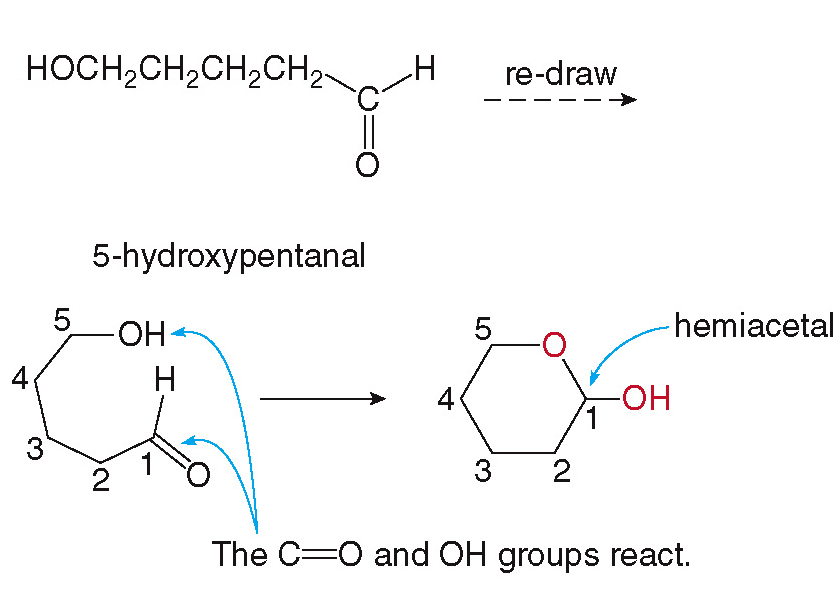 HOCH₂CH₂CH₂CH₂ C H
O
re-draw
5-hydroxypentanal
5 OH
4 H
3 2 1 O
5 O hemiacetal
4 1 OH
3 2
The C=O and OH groups react.